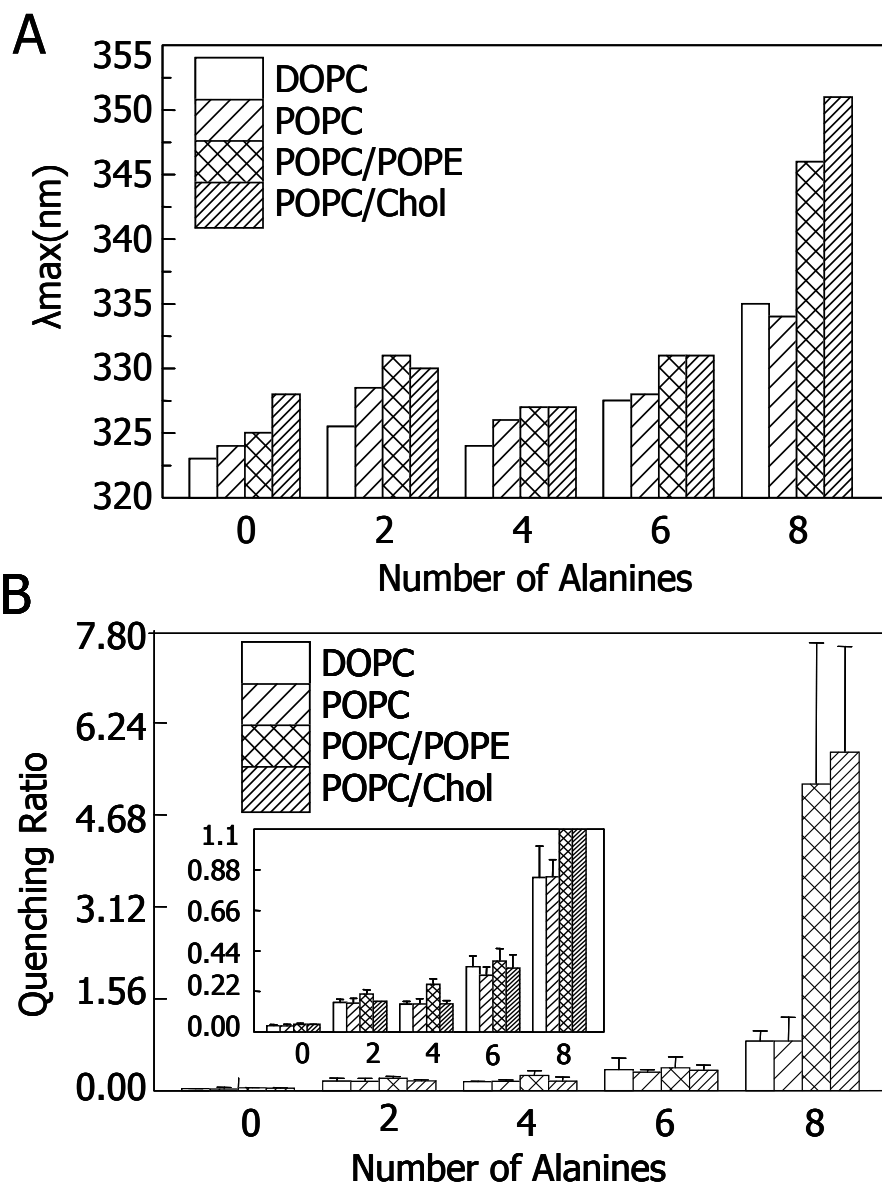 A
355
350
345
340
335
330
325
320
λmax(nm)
DOPC
POPC
POPC/POPE
POPC/Chol
0 2 4 6 8
Number of Alanines
B
7.80
6.24
4.68
3.12
1.56
0.00
Quenching Ratio
DOPC
POPC
POPC/POPE
POPC/Chol
1.1
0.88
0.66
0.44
0.22
0.00
0 2 4 6 8
0 2 4 6 8
Number of Alanines